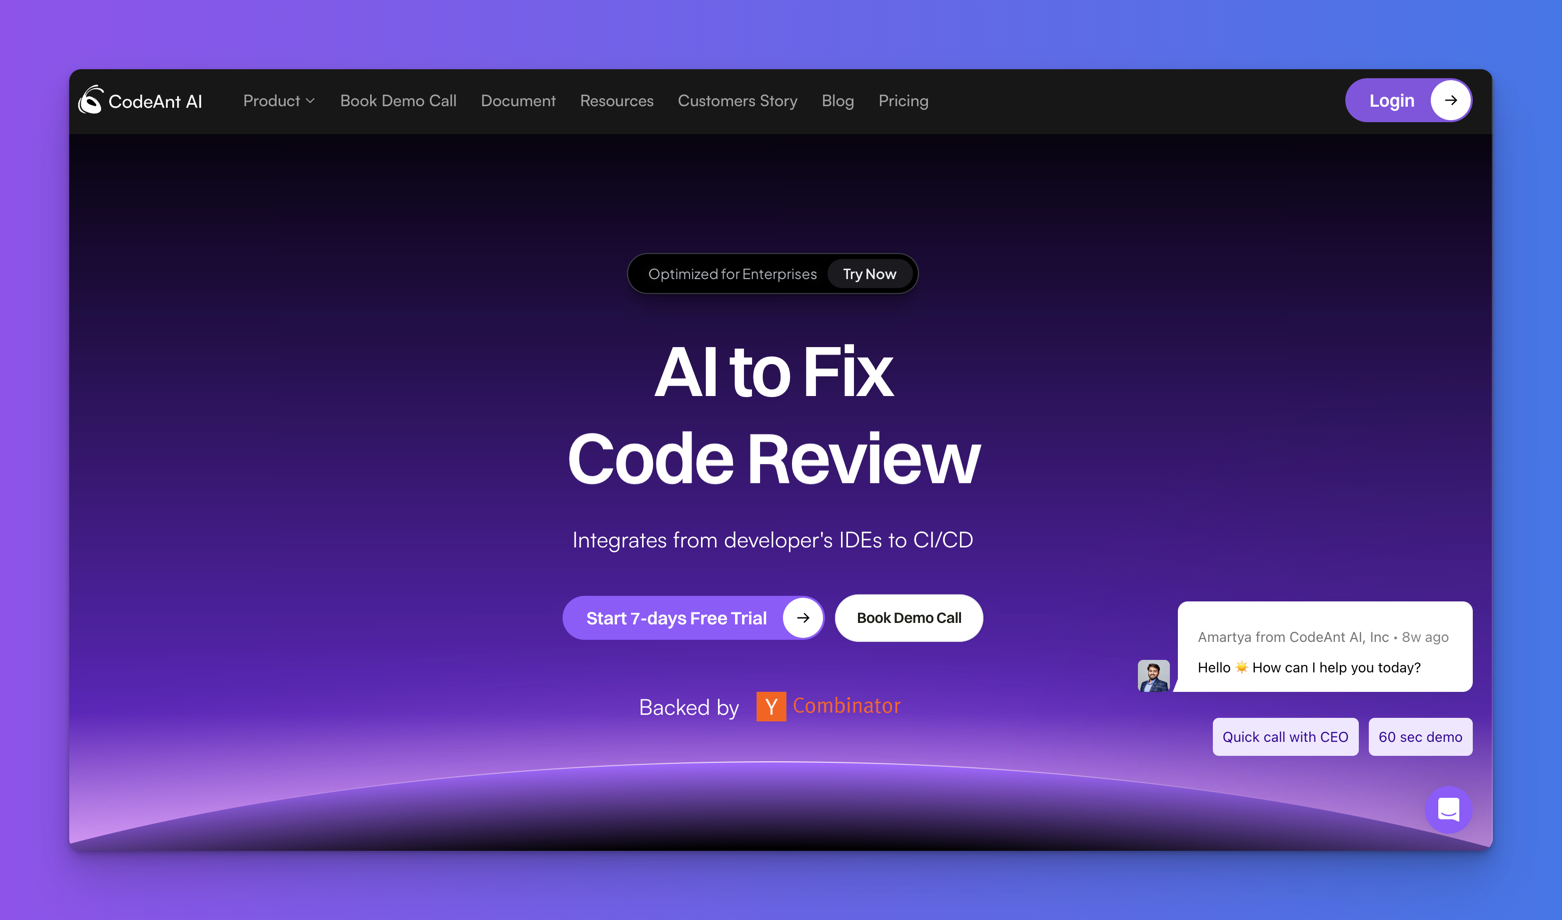 CodeAnt AI
Product
Book Demo Call
Document
Resources
Customers Story
Blog
Pricing
Login
Optimized for Enterprises
Try Now
AI to Fix
Code Review
Integrates from developer's IDEs to CI/CD
Start 7-days Free Trial
Book Demo Call
Backed by Y Combinator
Amartya from CodeAnt AI, Inc • 8w ago
Hello ☀️ How can I help you today?
Quick call with CEO
60 sec demo